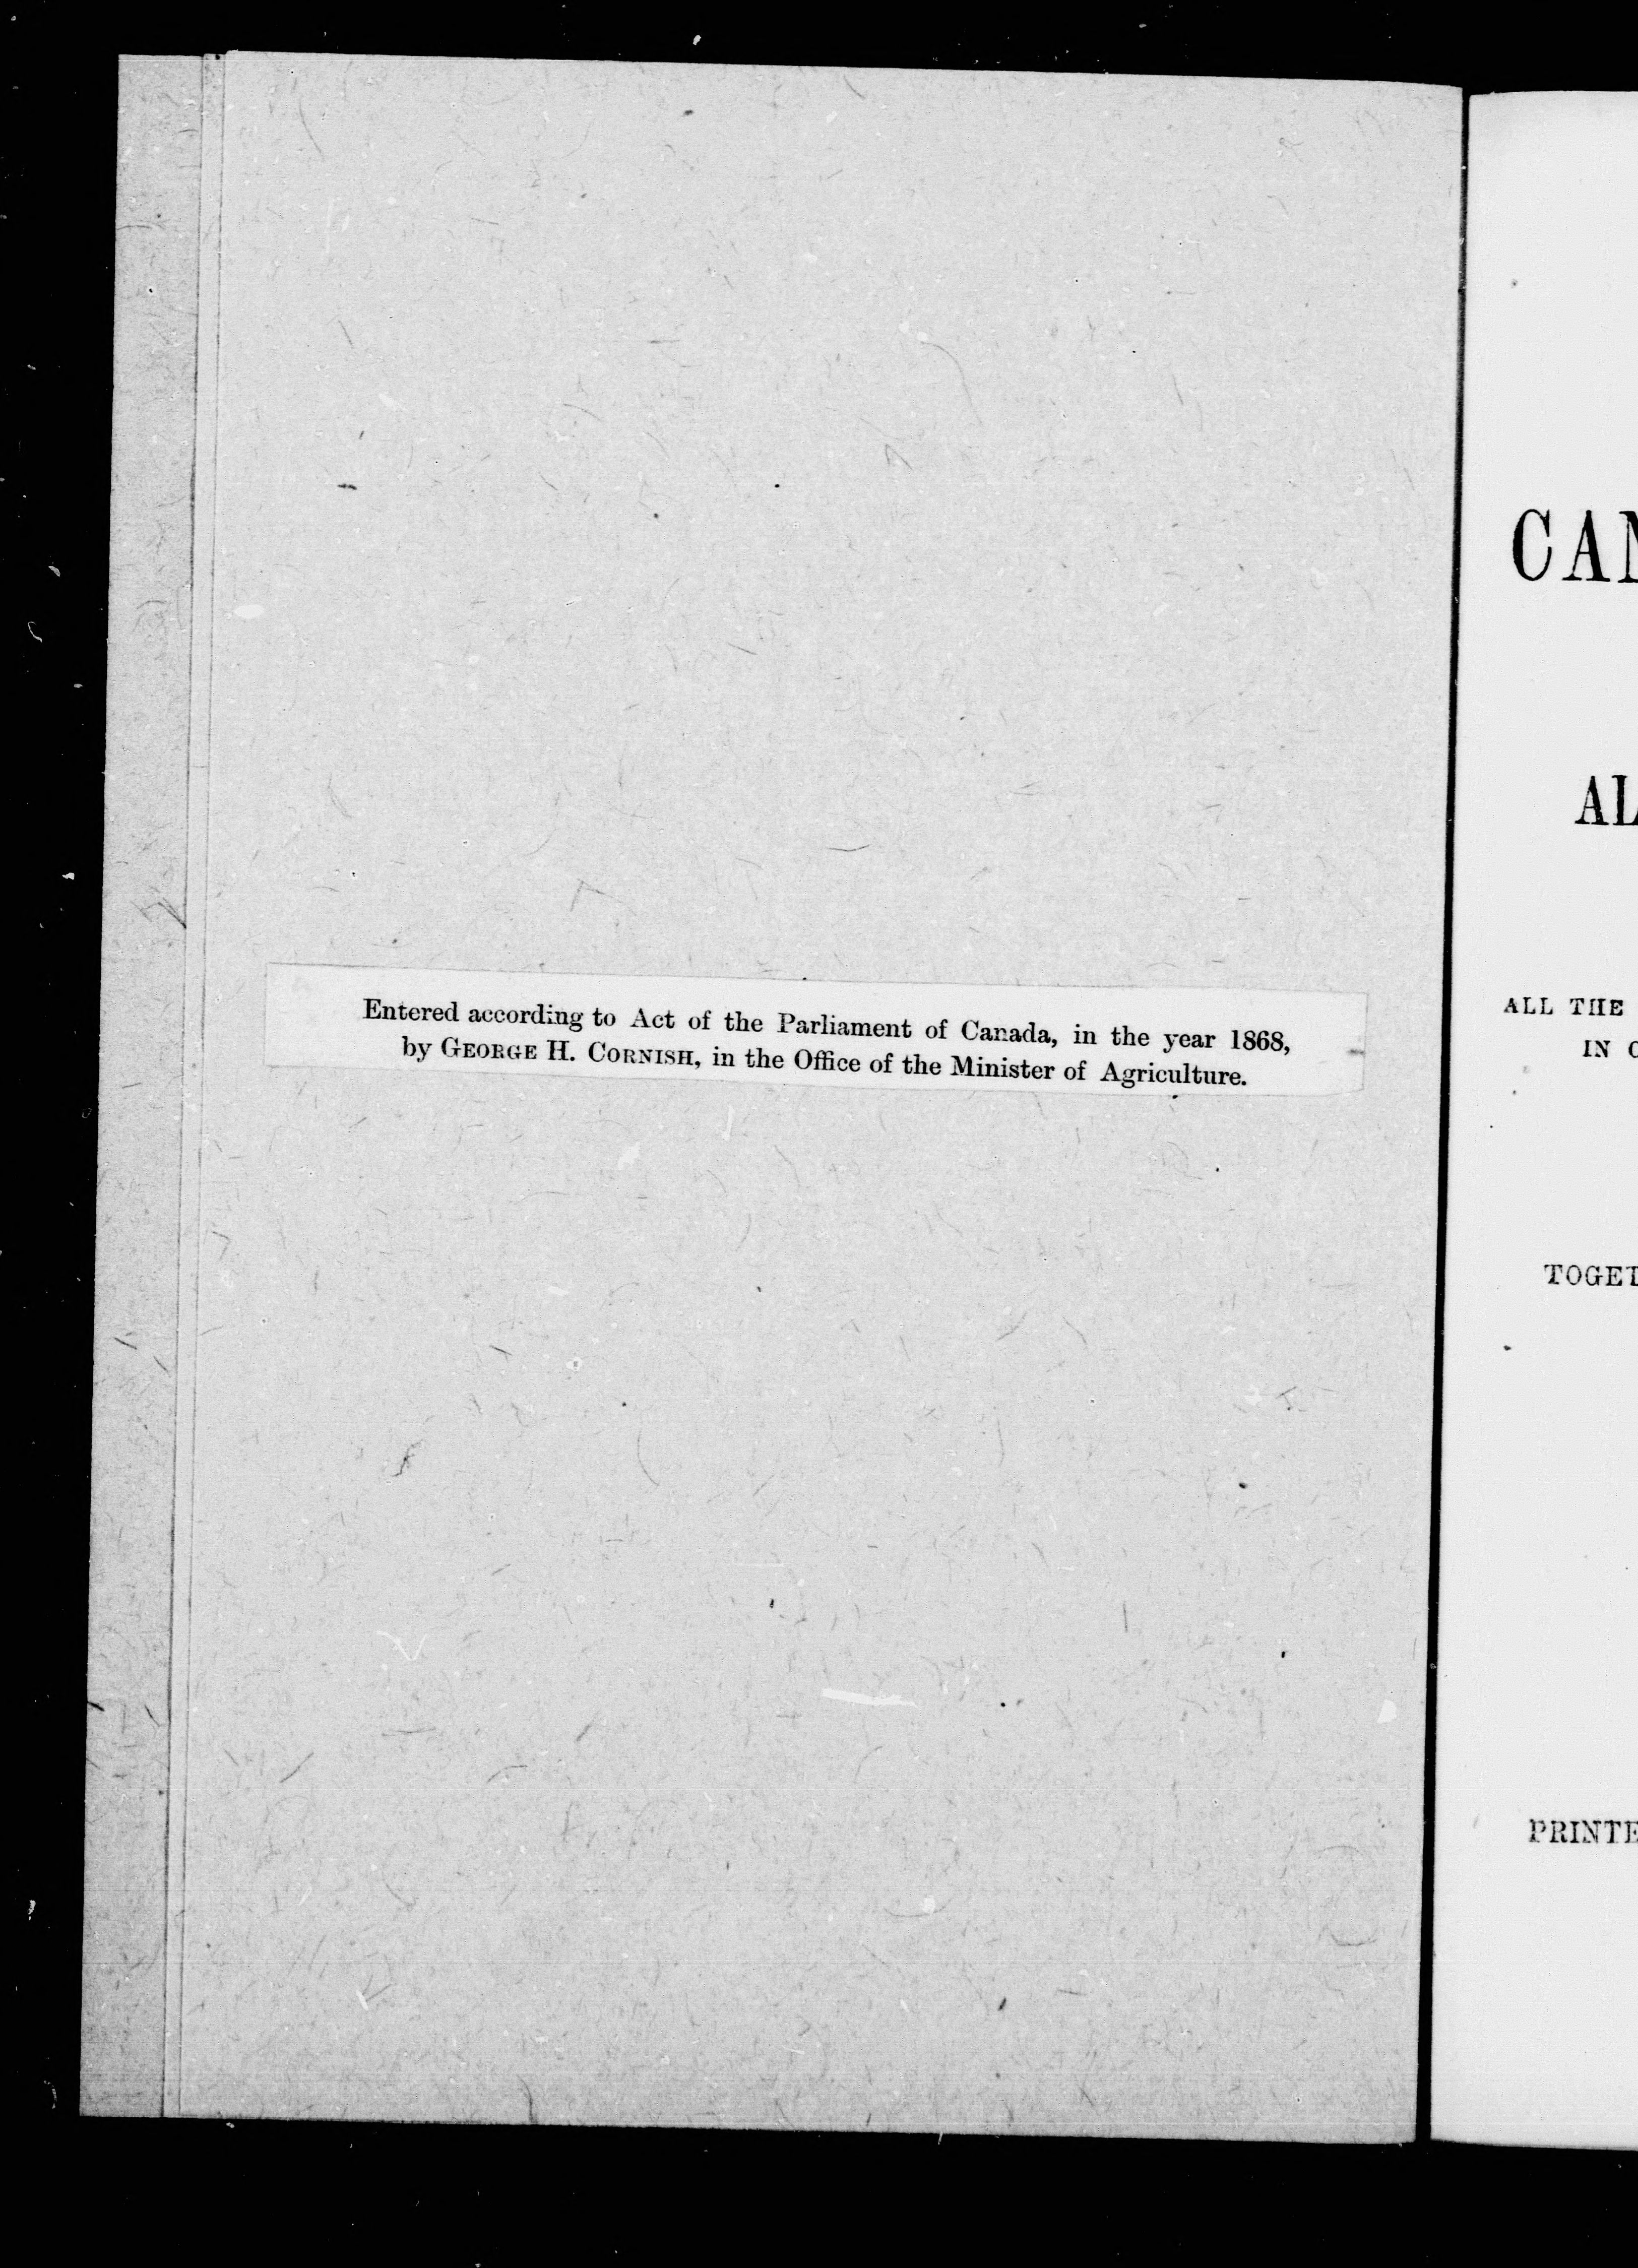 Entered according to Act of the Parliament of Canada, in the year 1868,
by GEORGE H. CORNISH, in the Office of the Minister of Agriculture.
CAN
AL
ALL THE
IN C
TOGET
PRINTE